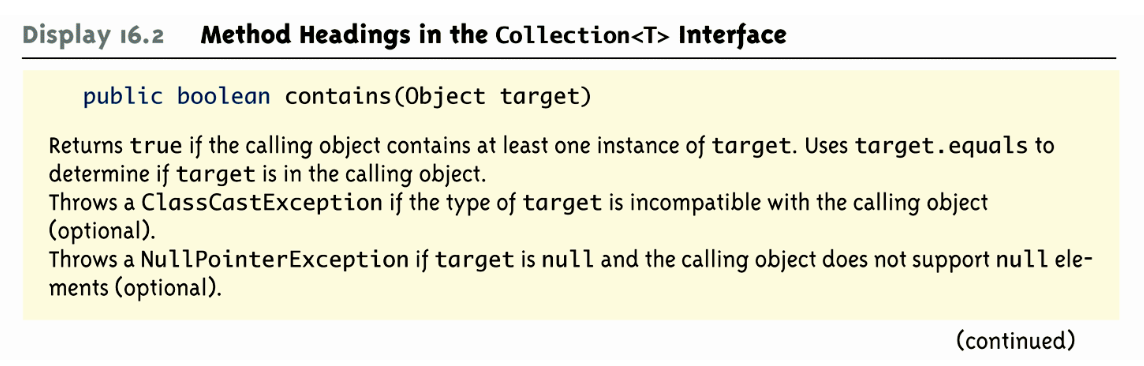 Display 16.2 Method Headings in the Collection<T> Interface
public boolean contains(Object target)
Returns true if the calling object contains at least one instance of target. Uses target.equals to
determine if target is in the calling object.
Throws a ClassCastException if the type of target is incompatible with the calling object
(optional).
Throws a NullPointerException if target is null and the calling object does not support null ele-
ments (optional).
(continued)